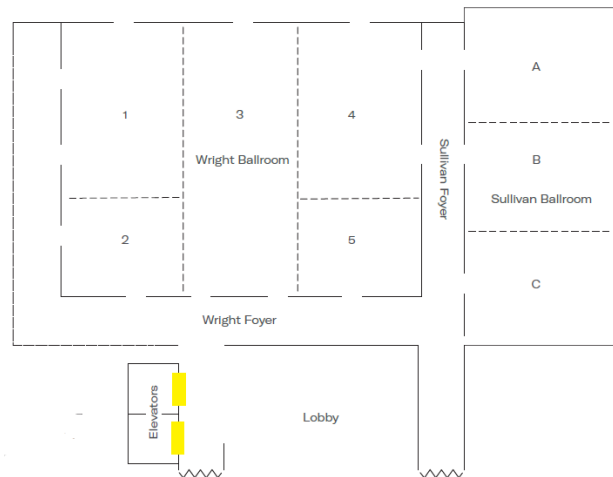 A
1
3
4
Wright Ballroom
B
Sullivan Foyer
Sullivan Ballroom
2
5
C
Wright Foyer
Elevators
Lobby